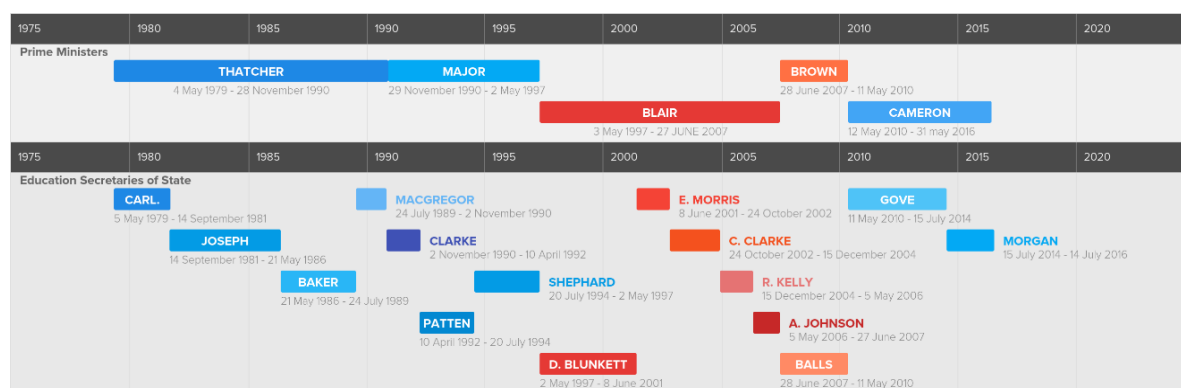 1975 1980 1985 1990 1995 2000 2005 2010 2015 2020
Prime Ministers
THATCHER MAJOR BROWN
4 May 1979 - 28 November 1990 29 November 1990 - 2 May 1997 28 June 2007 - 11 May 2010
BLAIR CAMERON
3 May 1997 - 27 JUNE 2007 12 May 2010 - 31 may 2016
1975 1980 1985 1990 1995 2000 2005 2010 2015 2020
Education Secretaries of State
CARL. MACGREGOR E. MORRIS GOVE
5 May 1979 - 14 September 1981 24 July 1989 - 2 November 1990 8 June 2001 - 24 October 2002 11 May 2010 - 15 July 2014
JOSEPH CLARKE C. CLARKE MORGAN
14 September 1981 - 21 May 1986 2 November 1990 - 10 April 1992 24 October 2002 - 15 December 2004 15 July 2014 - 14 July 2016
BAKER SHEPHARD R. KELLY
21 May 1986 - 24 July 1989 20 July 1994 - 2 May 1997 15 December 2004 - 5 May 2006
PATTEN A. JOHNSON
10 April 1992 - 20 July 1994 5 May 2006 - 27 June 2007
D. BLUNKETT BALLS
2 May 1997 - 8 June 2001 28 June 2007 - 11 May 2010